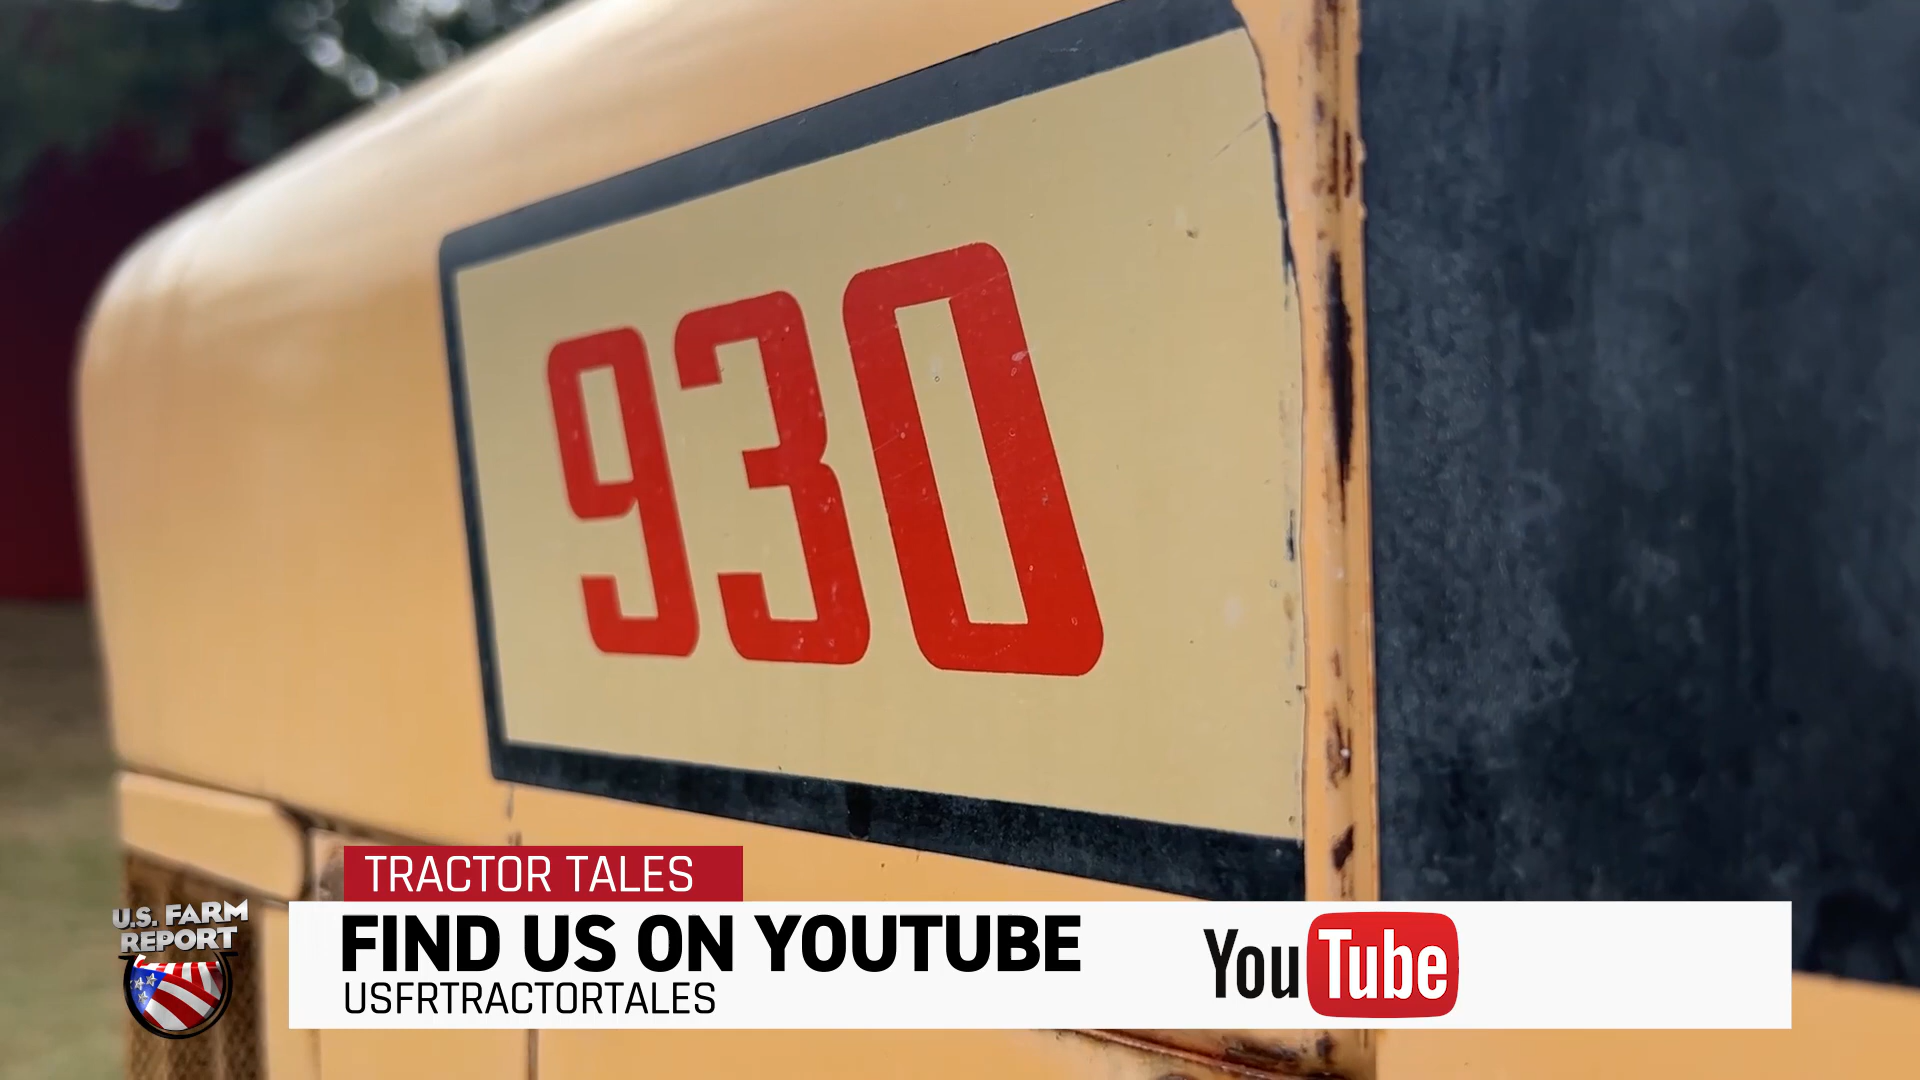 930
TRACTOR TALES
U.S. FARM
REPORT
FIND US ON YOUTUBE
USFRTRACTORTALES
YouTube